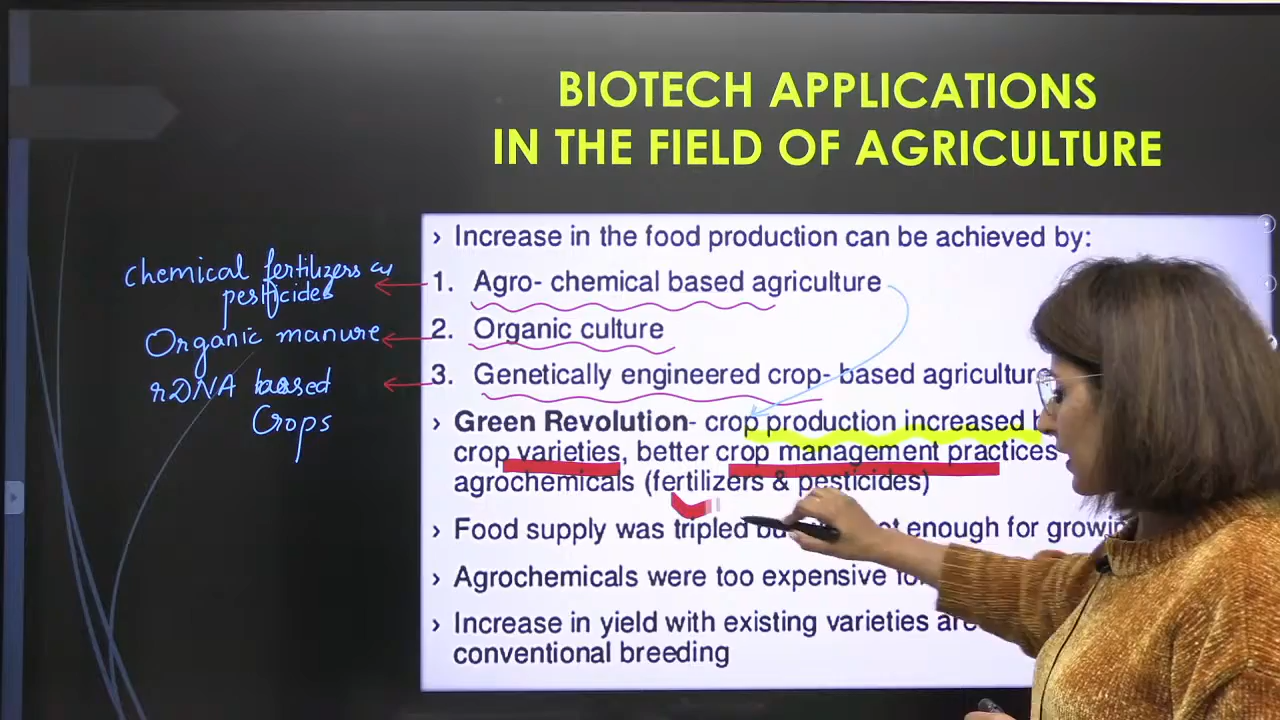 BIOTECH APPLICATIONS
IN THE FIELD OF AGRICULTURE
› Increase in the food production can be achieved by:
1. Agro- chemical based agriculture
2. Organic culture
3. Genetically engineered crop- based agriculture
› Green Revolution- crop production increased
crop varieties, better crop management practices
agrochemicals (fertilizers & pesticides)
› Food supply was tripled enough for
› Agrochemicals were too expensive
› Increase in yield with existing varieties are
conventional breeding
chemical fertilizers
pesticides
Organic manure
rDNA based
Crops